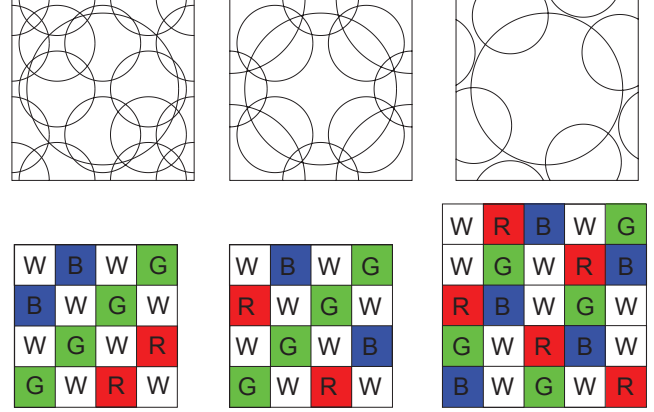 W B W G
B W G W
W G W R
G W R W
W B W G
R W G W
W G W B
G W R W
W R B W G
W G W R B
R B W G W
G W R B W
B W G W R